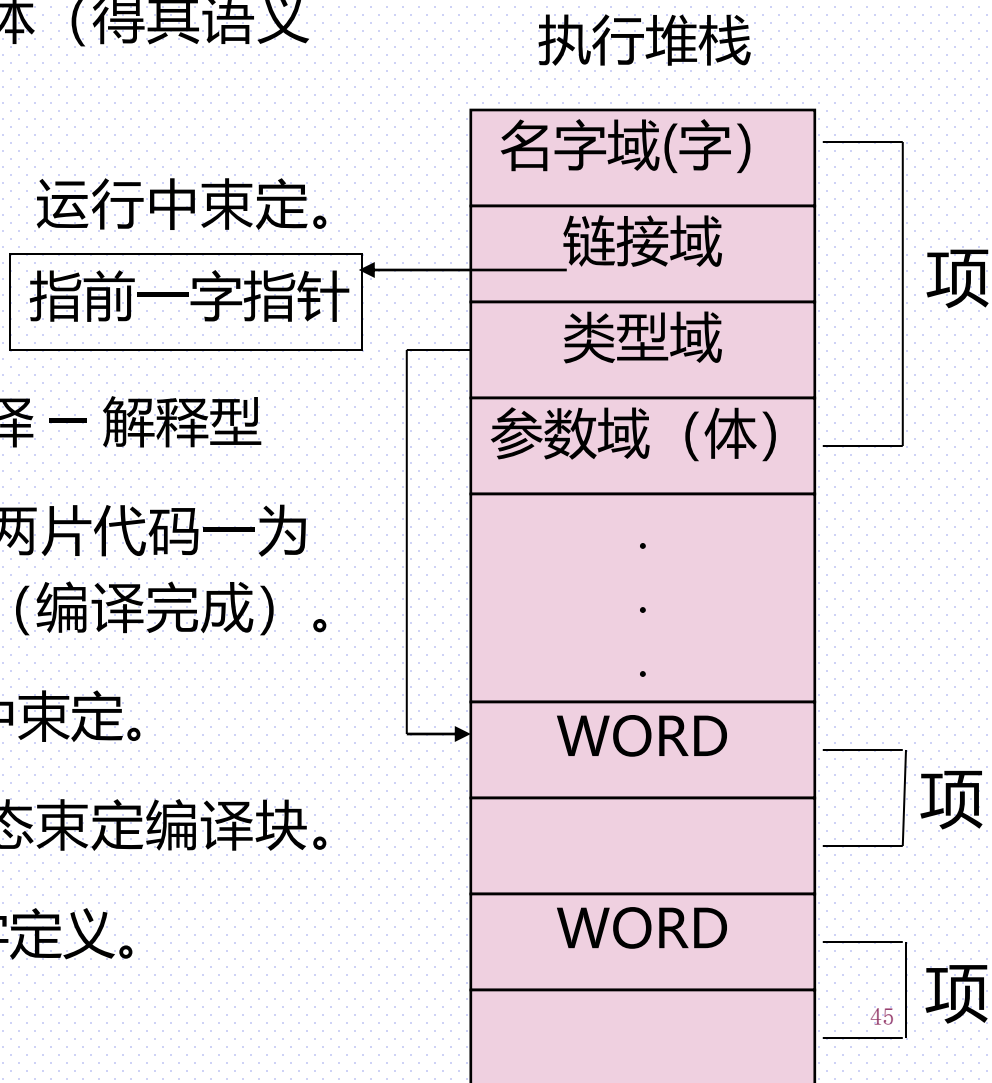 体（得其语义
运行中束定。
指前一字指针
译 – 解释型
两片代码一为
（编译完成）。
中束定。
态束定编译块。
字定义。
执行堆栈
名字域(字）
链接域
类型域
参数域（体）
.
.
.
WORD
WORD
项
项
项
45